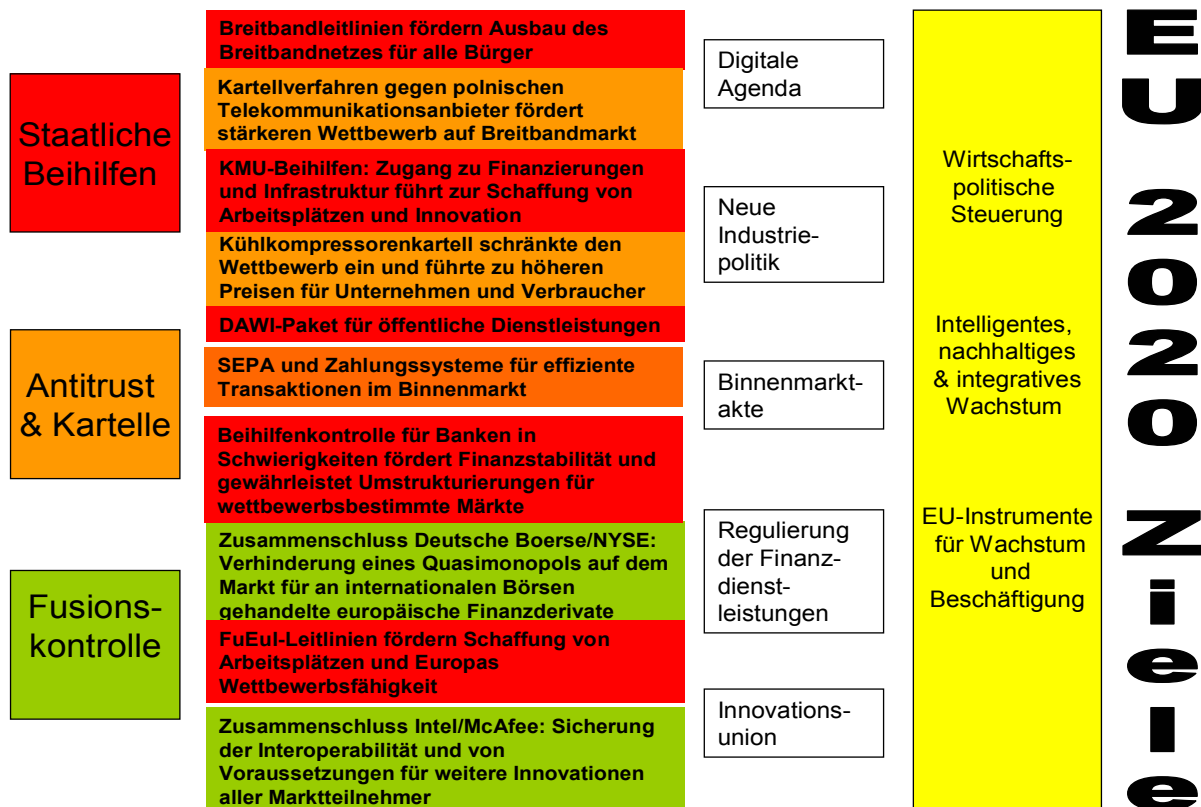 Staatliche
Beihilfen
Antitrust
& Kartelle
Fusions-
kontrolle
Breitbandleitlinien fördern Ausbau des
Breitbandnetzes für alle Bürger
Kartellverfahren gegen polnischen
Telekommunikationsanbieter fördert
stärkeren Wettbewerb auf Breitbandmarkt
KMU-Beihilfen: Zugang zu Finanzierungen
und Infrastruktur führt zur Schaffung von
Arbeitsplätzen und Innovation
Kühlkompressorenkartell schränkte den
Wettbewerb ein und führte zu höheren
Preisen für Unternehmen und Verbraucher
DAWI-Paket für öffentliche Dienstleistungen
SEPA und Zahlungssysteme für effiziente
Transaktionen im Binnenmarkt
Beihilfenkontrolle für Banken in
Schwierigkeiten fördert Finanzstabilität und
gewährleistet Umstrukturierungen für
wettbewerbsbestimmte Märkte
Zusammenschluss Deutsche Boerse/NYSE:
Verhinderung eines Quasimonopols auf dem
Markt für an internationalen Börsen
gehandelte europäische Finanzderivate
FuEuI-Leitlinien fördern Schaffung von
Arbeitsplätzen und Europas
Wettbewerbsfähigkeit
Zusammenschluss Intel/McAfee: Sicherung
der Interoperabilität und von
Voraussetzungen für weitere Innovationen
aller Marktteilnehmer
Digitale
Agenda
Neue
Industrie-
politik
Binnenmarkt-
akte
Regulierung
der Finanz-
dienst-
leistungen
Innovations-
union
Wirtschafts-
politische
Steuerung
Intelligentes,
nachhaltiges
& integratives
Wachstum
EU-Instrumente
für Wachstum
und
Beschäftigung
EU 2020 Ziele